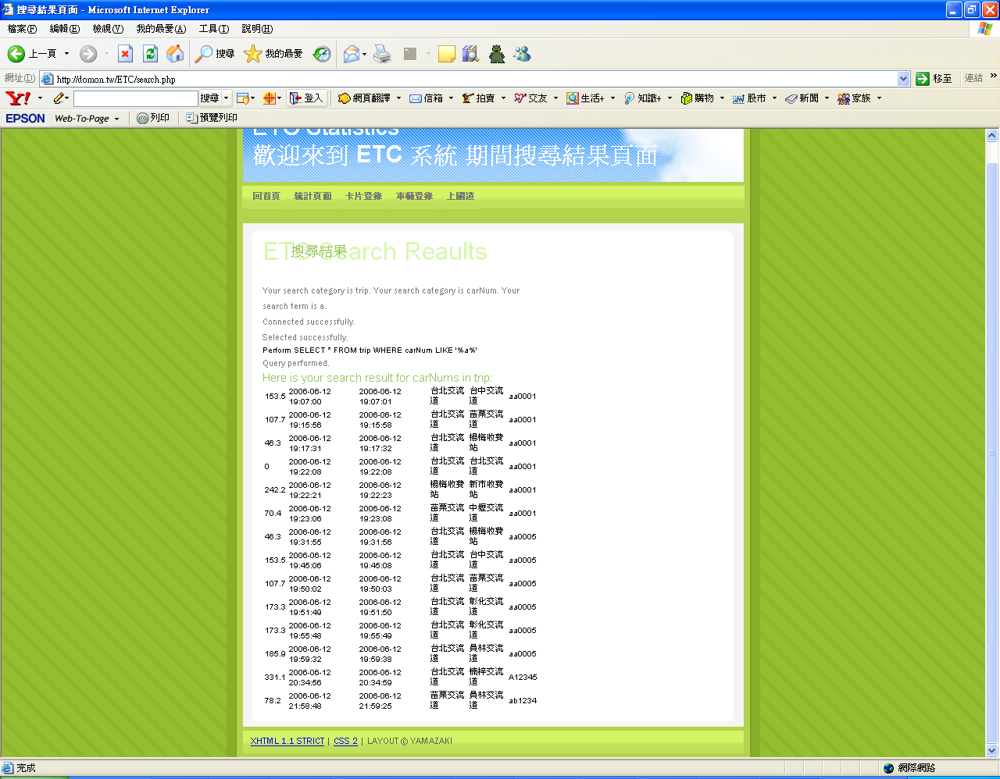 搜尋結果頁面 - Microsoft Internet Explorer
檔案(F) 編輯(E) 檢視(V) 我的最愛(A) 工具(T) 說明(H)
上一頁 搜尋 我的最愛
網址(D) http://domon.tw/ETC/search.php 移至 連結 »
Y! 搜尋 登入 網頁翻譯 信箱 拍賣 交友 生活+ 知識+ 購物 股市 新聞 家族
EPSON Web-To-Page 列印 預覽列印
ETC Statistics
歡迎來到 ETC 系統 期間搜尋結果頁面
回首頁 統計頁面 卡片登錄 車輛登錄 上國道
ETC Search Reaults
搜尋結果
Your search category is trip. Your search category is carNum. Your
search term is a.
Connected successfully.
Selected successfully.
Perform SELECT * FROM trip WHERE carNum LIKE '%a%'
Query performed.
Here is your search result for carNums in trip:
153.5 2006-06-12 19:07:00 2006-06-12 19:07:01 台北交流道 台中交流道 aa0001
107.7 2006-06-12 19:15:56 2006-06-12 19:15:58 台北交流道 苗栗交流道 aa0001
46.3 2006-06-12 19:17:31 2006-06-12 19:17:32 台北交流道 楊梅收費站 aa0001
0 2006-06-12 19:22:08 2006-06-12 19:22:08 台北交流道 台北交流道 aa0001
242.2 2006-06-12 19:22:21 2006-06-12 19:22:23 楊梅收費站 新市收費站 aa0001
70.4 2006-06-12 19:23:06 2006-06-12 19:23:08 苗栗交流道 中壢交流道 aa0001
46.3 2006-06-12 19:31:55 2006-06-12 19:31:56 台北交流道 楊梅收費站 aa0005
153.5 2006-06-12 19:45:06 2006-06-12 19:45:08 台北交流道 台中交流道 aa0005
107.7 2006-06-12 19:50:02 2006-06-12 19:50:03 台北交流道 苗栗交流道 aa0005
173.3 2006-06-12 19:51:49 2006-06-12 19:51:50 台北交流道 彰化交流道 aa0005
173.3 2006-06-12 19:55:48 2006-06-12 19:55:49 台北交流道 彰化交流道 aa0005
185.9 2006-06-12 19:59:32 2006-06-12 19:59:38 台北交流道 員林交流道 aa0005
331.1 2006-06-12 20:34:56 2006-06-12 20:34:59 台北交流道 楠梓交流道 A12345
78.2 2006-06-12 21:58:48 2006-06-12 21:59:25 苗栗交流道 員林交流道 ab1234
XHTML 1.1 STRICT | CSS 2 | LAYOUT © YAMAZAKI
完成 網際網路